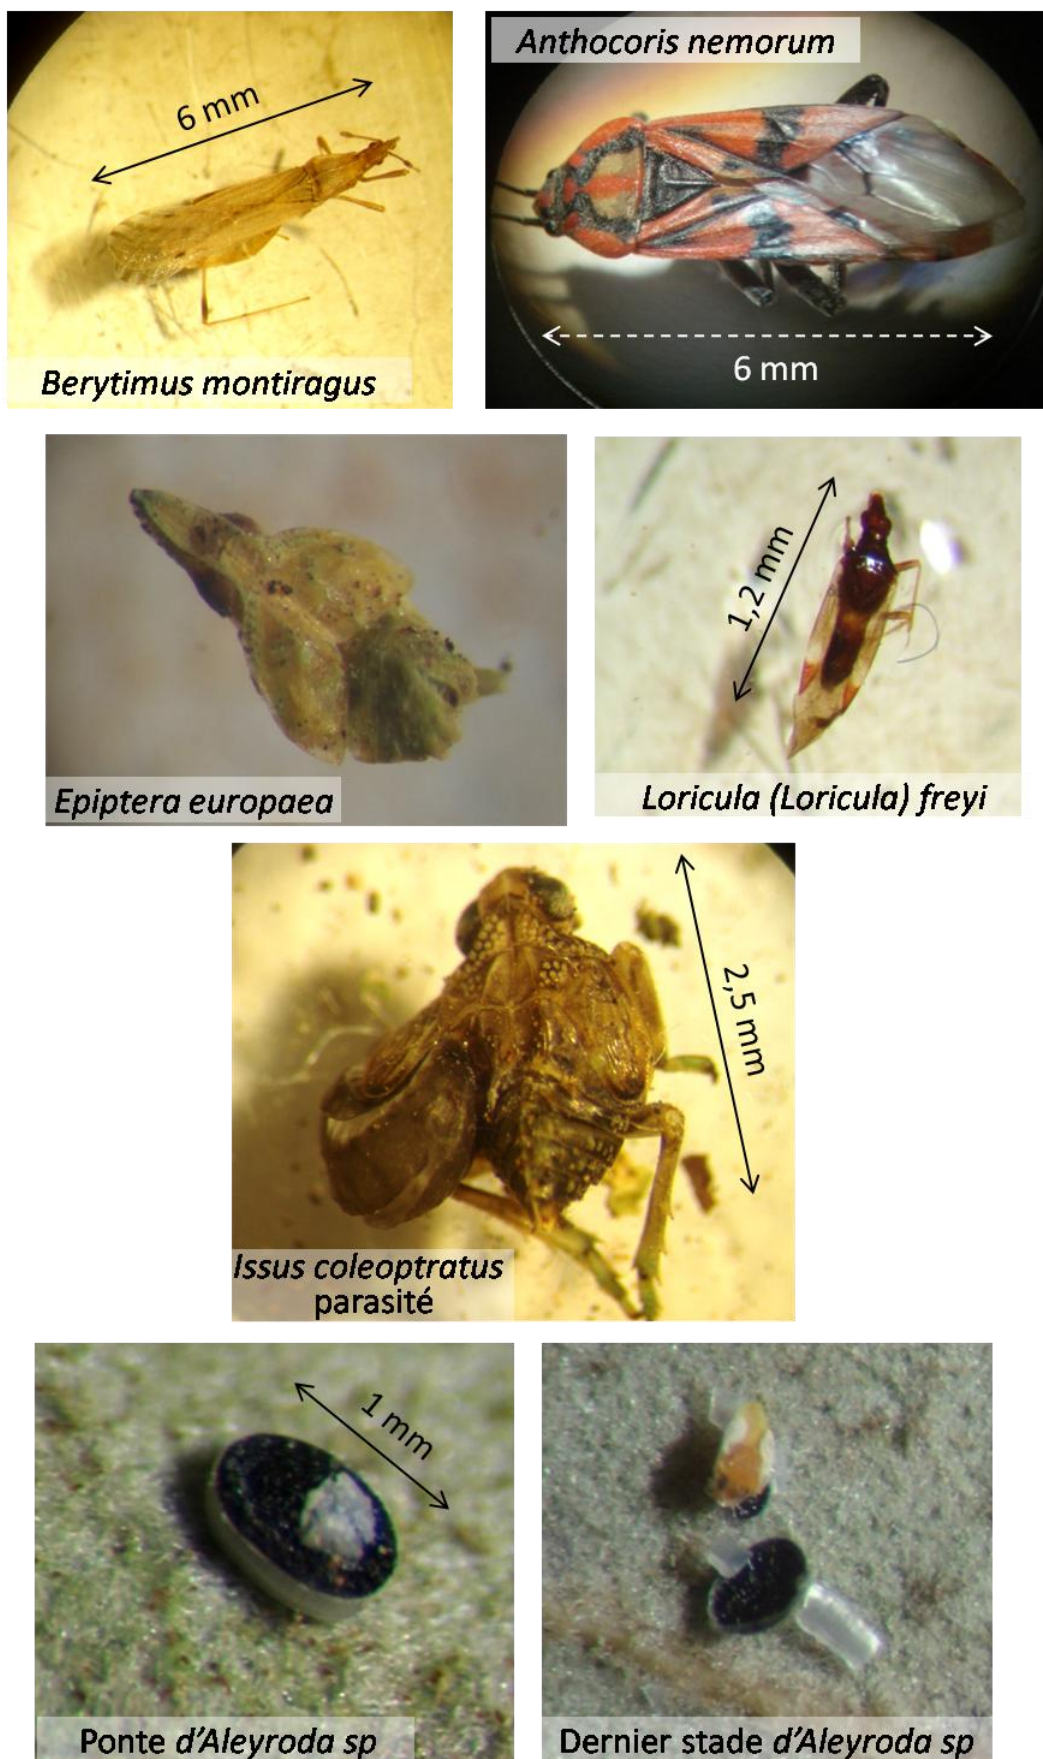 6 mm
Berytimus montiragus
Anthocoris nemorum
6 mm
Epiptera europaea
1,2 mm
Loricula (Loricula) freyi
2,5 mm
Issus coleoptratus
parasité
1 mm
Ponte d'Aleyroda sp
Dernier stade d'Aleyroda sp